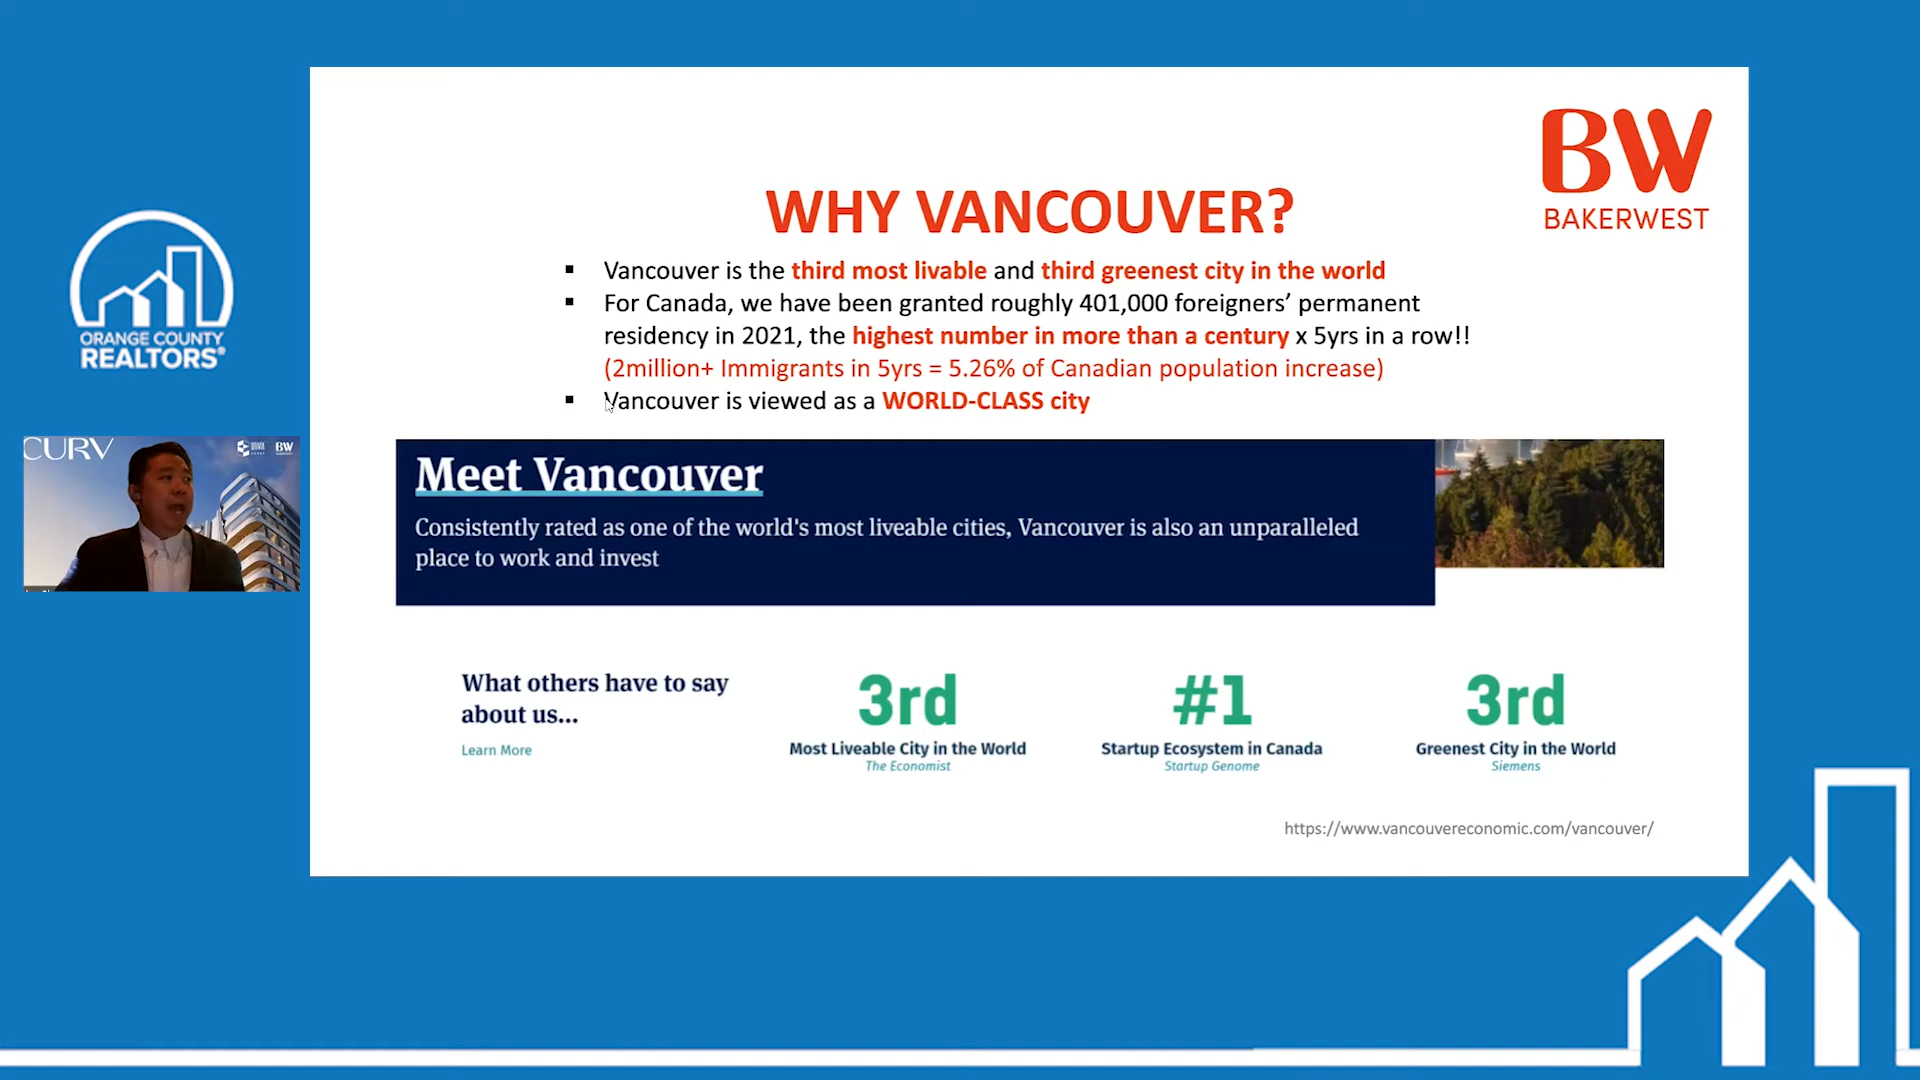 BW
BAKERWEST
WHY VANCOUVER?
▪ Vancouver is the third most livable and third greenest city in the world
▪ For Canada, we have been granted roughly 401,000 foreigners’ permanent
residency in 2021, the highest number in more than a century x 5yrs in a row!!
(2million+ Immigrants in 5yrs = 5.26% of Canadian population increase)
▪ Vancouver is viewed as a WORLD-CLASS city
ORANGE COUNTY
REALTORS®
CURV
BW
Meet Vancouver
Consistently rated as one of the world's most liveable cities, Vancouver is also an unparalleled
place to work and invest
What others have to say
about us...
Learn More
3rd
Most Liveable City in the World
The Economist
#1
Startup Ecosystem in Canada
Startup Genome
3rd
Greenest City in the World
Siemens
https://www.vancouvereconomic.com/vancouver/